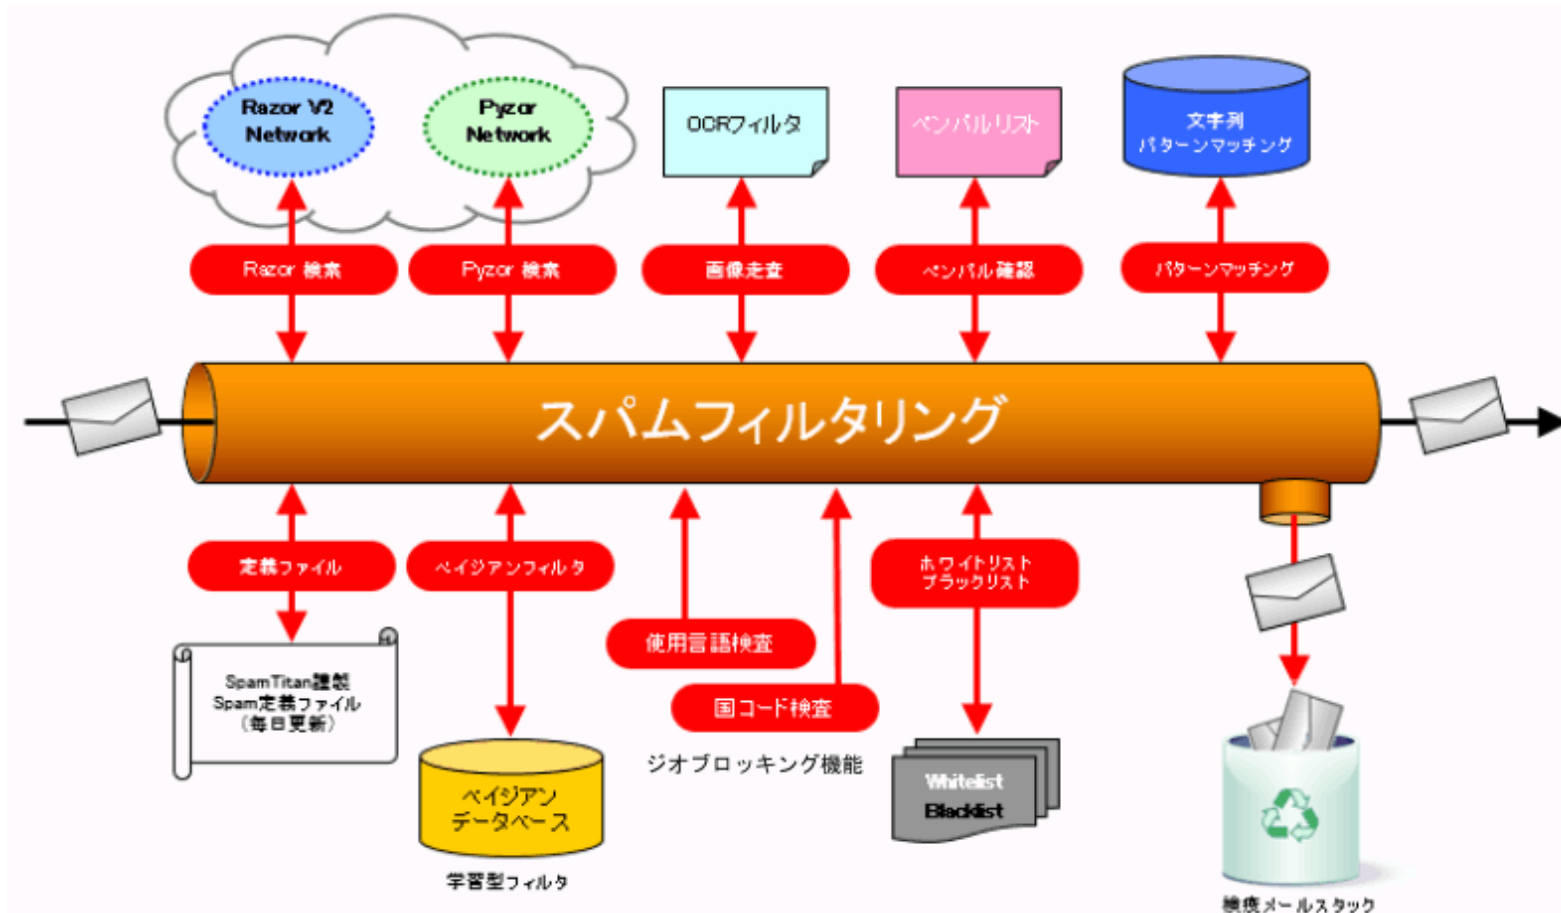 Razor V2
Network
Pyzor
Network
OCRフィルタ
ペンパルリスト
文字列
パターンマッチング
Razor 検索
Pyzor 検索
画像走査
ペンパル確認
パターンマッチング
スパムフィルタリング
定義ファイル
ベイジアンフィルタ
ホワイトリスト
ブラックリスト
使用言語検査
国コード検査
ジオブロッキング機能
SpamTitan謹製
Spam定義ファイル
（毎日更新）
ベイジアン
データベース
学習型フィルタ
Whitelist
Blacklist
検疫メールスタック